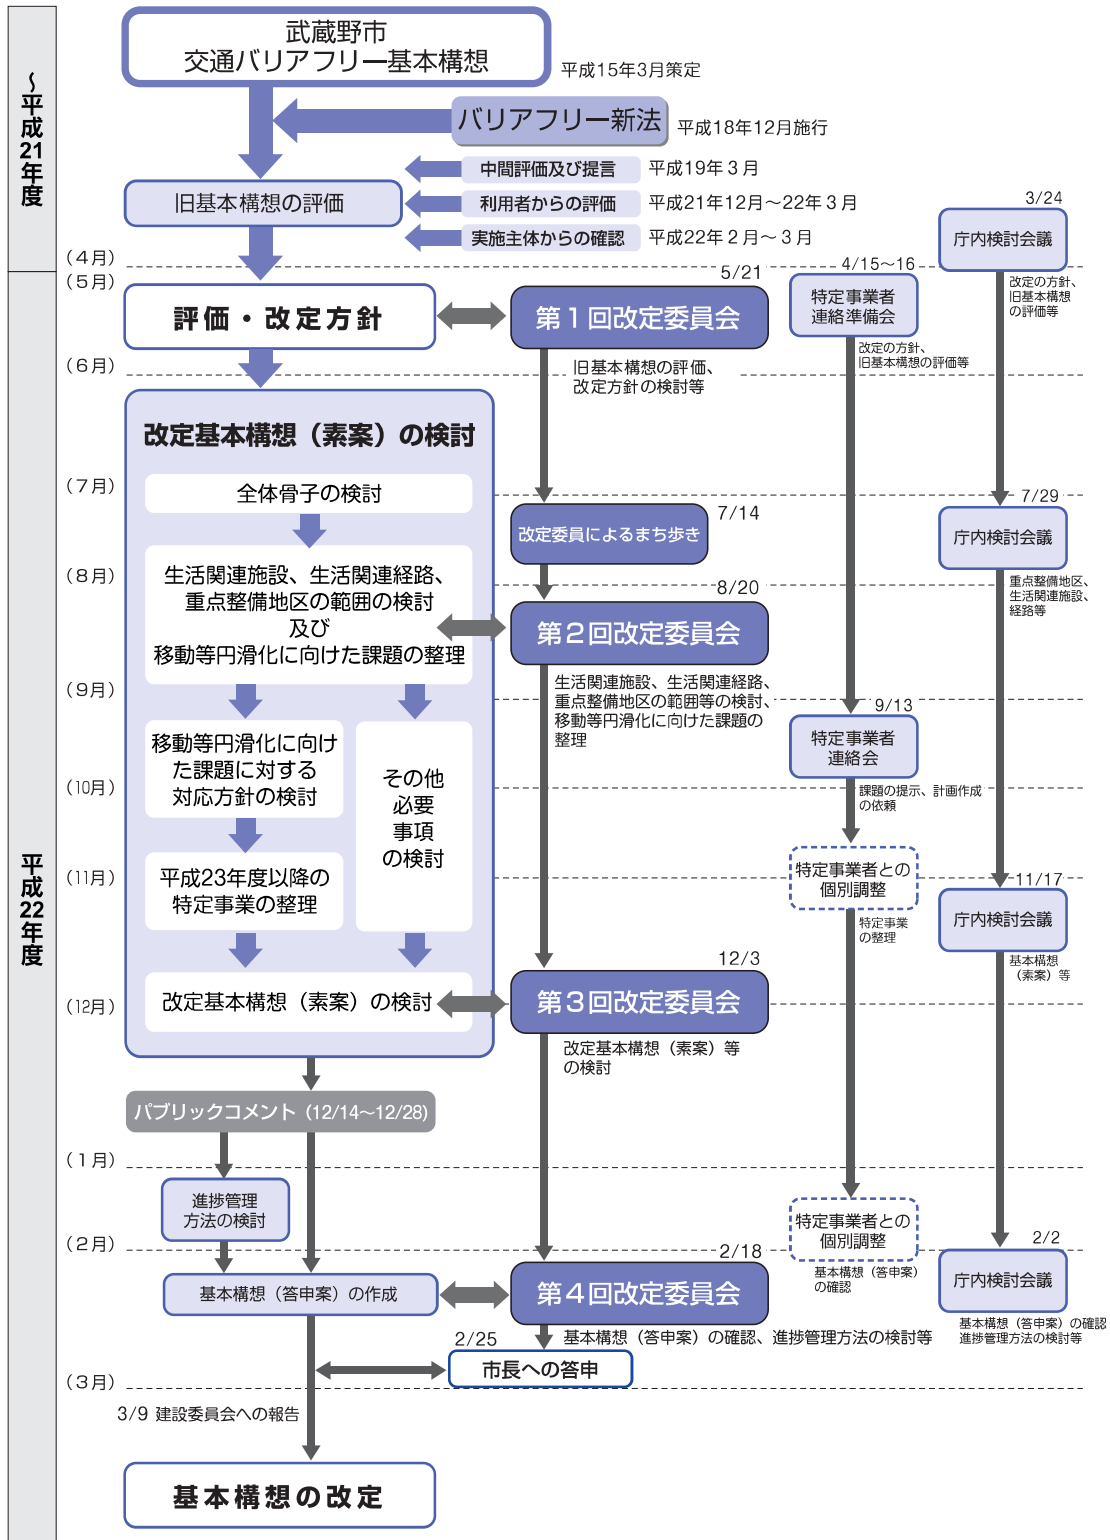 ～平成21年度
平成22年度
武蔵野市
交通バリアフリー基本構想
平成15年3月策定
バリアフリー新法
平成18年12月施行
旧基本構想の評価
中間評価及び提言
平成19年3月
利用者からの評価
平成21年12月～22年3月
実施主体からの確認
平成22年2月～3月
3/24
庁内検討会議
改定の方針、
旧基本構想
の評価等
（4月）
（5月）
評価・改定方針
5/21
第1回改定委員会
旧基本構想の評価、
改定方針の検討等
4/15～16
特定事業者
連絡準備会
改定の方針、
旧基本構想の評価等
（6月）
改定基本構想（素案）の検討
（7月）
全体骨子の検討
7/14
改定委員によるまち歩き
7/29
庁内検討会議
重点整備地区、
生活関連施設、
経路等
（8月）
生活関連施設、生活関連経路、
重点整備地区の範囲の検討
及び
移動等円滑化に向けた課題の整理
8/20
第2回改定委員会
生活関連施設、生活関連経路、
重点整備地区の範囲等の検討、
移動等円滑化に向けた課題の
整理
（9月）
移動等円滑化に向け
た課題に対する
対応方針の検討
その他
必要
事項
の検討
9/13
特定事業者
連絡会
課題の提示、計画作成
の依頼
（10月）
（11月）
平成23年度以降の
特定事業の整理
特定事業者との
個別調整
特定事業
の整理
11/17
庁内検討会議
基本構想
（素案）等
（12月）
改定基本構想（素案）の検討
12/3
第3回改定委員会
改定基本構想（素案）等
の検討
パブリックコメント（12/14～12/28）
（1月）
進捗管理
方法の検討
特定事業者との
個別調整
基本構想（答申案）
の確認
（2月）
基本構想（答申案）の作成
2/18
第4回改定委員会
基本構想（答申案）の確認、進捗管理方法の検討等
2/2
庁内検討会議
基本構想（答申案）の確認
進捗管理方法の検討等
2/25
市長への答申
（3月）
3/9 建設委員会への報告
基本構想の改定